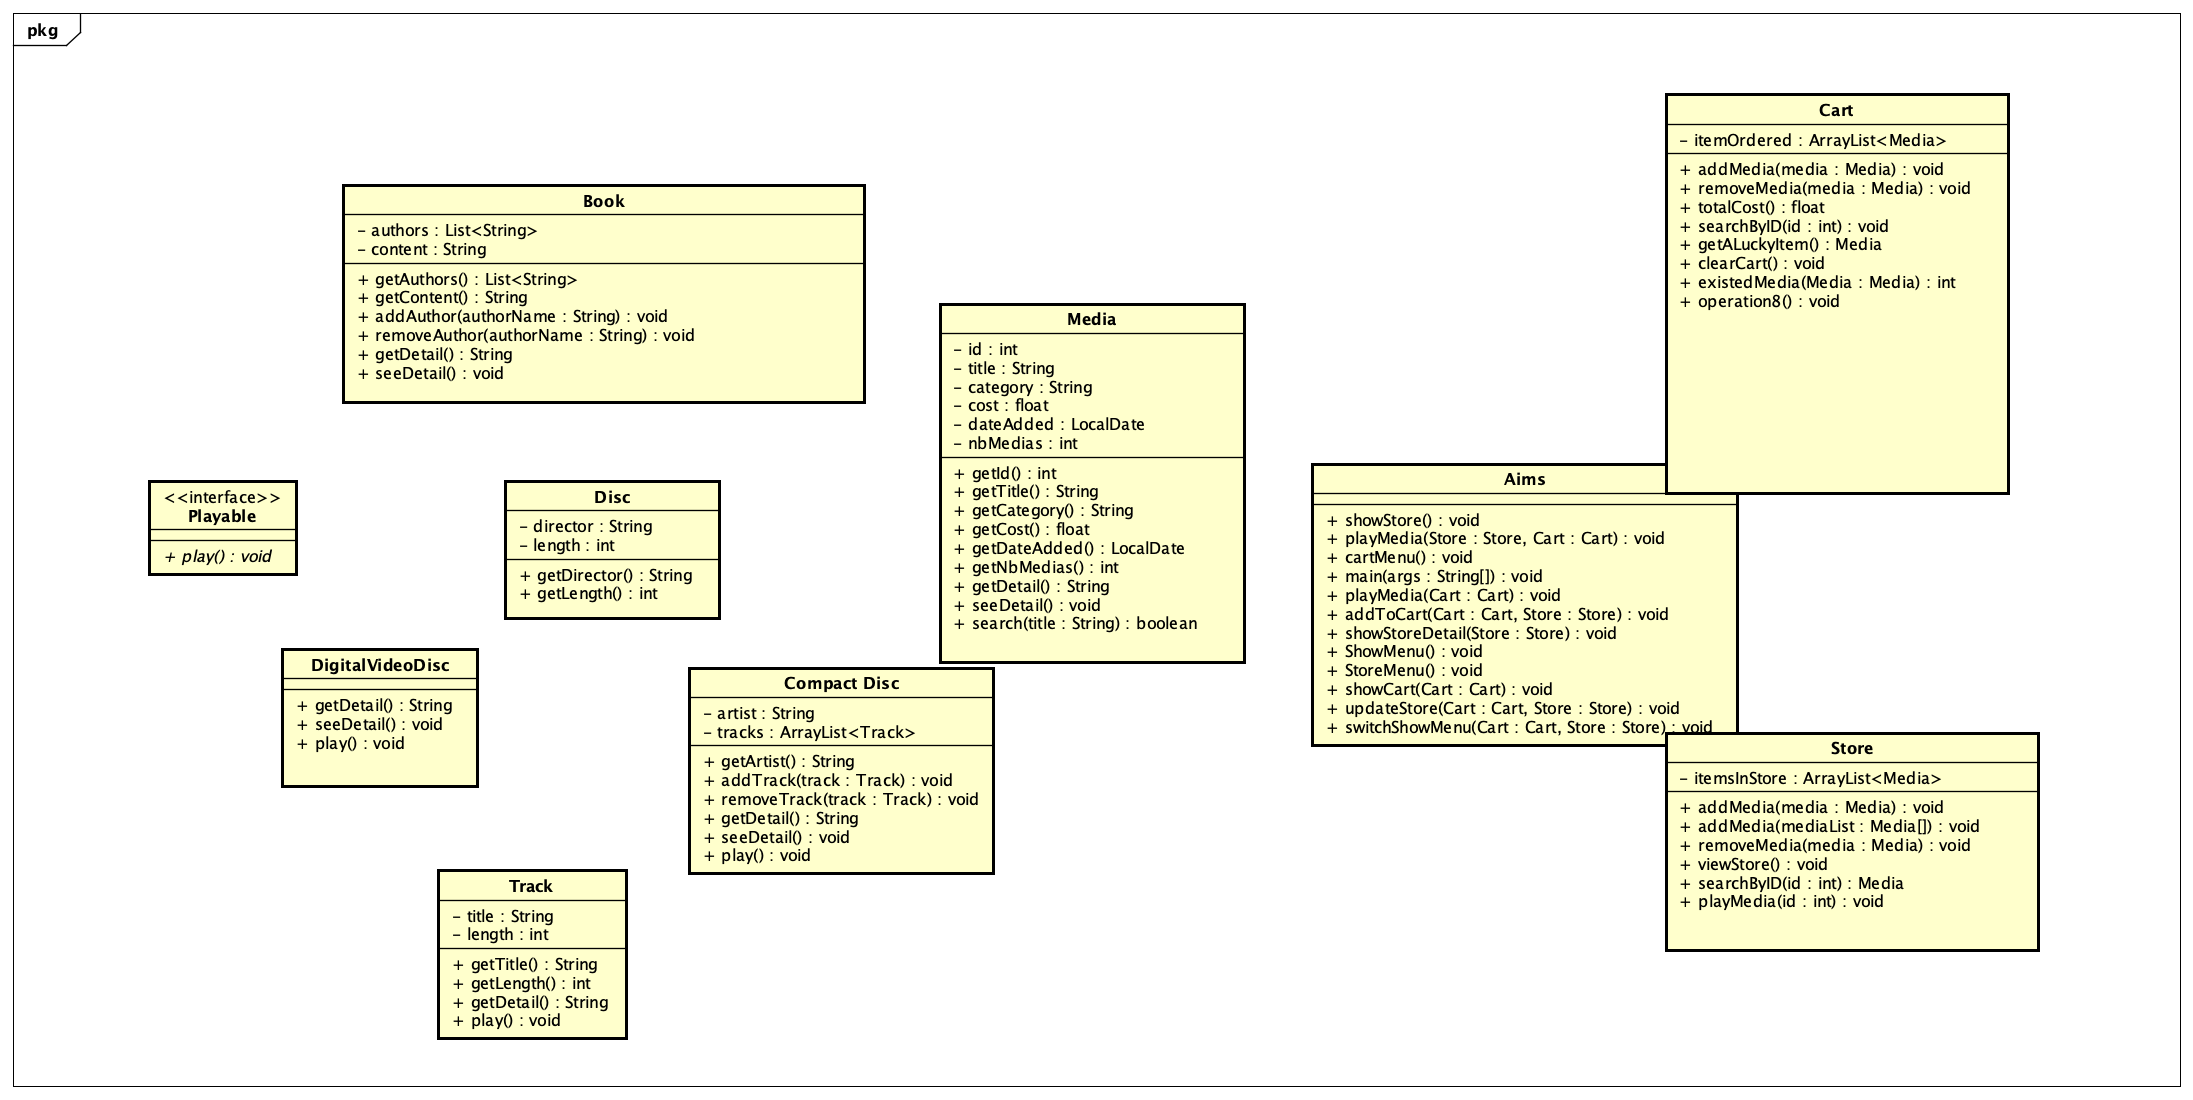 pkg
Cart
– itemOrdered : ArrayList<Media>
+ addMedia(media : Media) : void
+ removeMedia(media : Media) : void
+ totalCost() : float
+ searchByID(id : int) : void
+ getALuckyItem() : Media
+ clearCart() : void
+ existedMedia(Media : Media) : int
+ operation8() : void
Book
– authors : List<String>
– content : String
+ getAuthors() : List<String>
+ getContent() : String
+ addAuthor(authorName : String) : void
+ removeAuthor(authorName : String) : void
+ getDetail() : String
+ seeDetail() : void
Media
– id : int
– title : String
– category : String
– cost : float
– dateAdded : LocalDate
– nbMedias : int
+ getId() : int
+ getTitle() : String
+ getCategory() : String
+ getCost() : float
+ getDateAdded() : LocalDate
+ getNbMedias() : int
+ getDetail() : String
+ seeDetail() : void
+ search(title : String) : boolean
<<interface>>
Playable
+ play() : void
Disc
– director : String
– length : int
+ getDirector() : String
+ getLength() : int
Aims
+ showStore() : void
+ playMedia(Store : Store, Cart : Cart) : void
+ cartMenu() : void
+ main(args : String[]) : void
+ playMedia(Cart : Cart) : void
+ addToCart(Cart : Cart, Store : Store) : void
+ showStoreDetail(Store : Store) : void
+ ShowMenu() : void
+ StoreMenu() : void
+ showCart(Cart : Cart) : void
+ updateStore(Cart : Cart, Store : Store) : void
+ switchShowMenu(Cart : Cart, Store : Store) : void
DigitalVideoDisc
+ getDetail() : String
+ seeDetail() : void
+ play() : void
Compact Disc
– artist : String
– tracks : ArrayList<Track>
+ getArtist() : String
+ addTrack(track : Track) : void
+ removeTrack(track : Track) : void
+ getDetail() : String
+ seeDetail() : void
+ play() : void
Store
– itemsInStore : ArrayList<Media>
+ addMedia(media : Media) : void
+ addMedia(mediaList : Media[]) : void
+ removeMedia(media : Media) : void
+ viewStore() : void
+ searchByID(id : int) : Media
+ playMedia(id : int) : void
Track
– title : String
– length : int
+ getTitle() : String
+ getLength() : int
+ getDetail() : String
+ play() : void